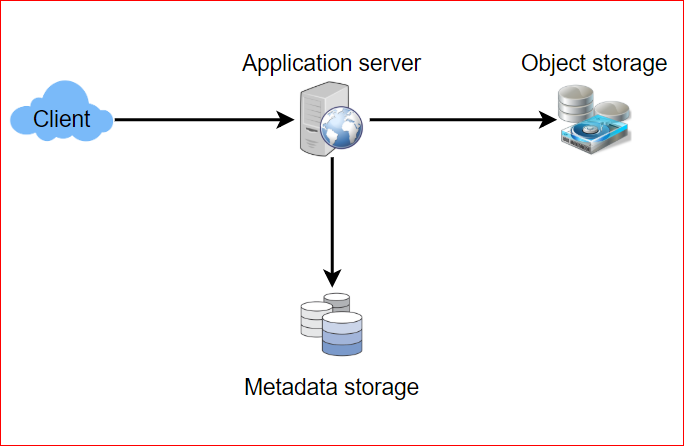 Application server
Object storage
Client
Metadata storage